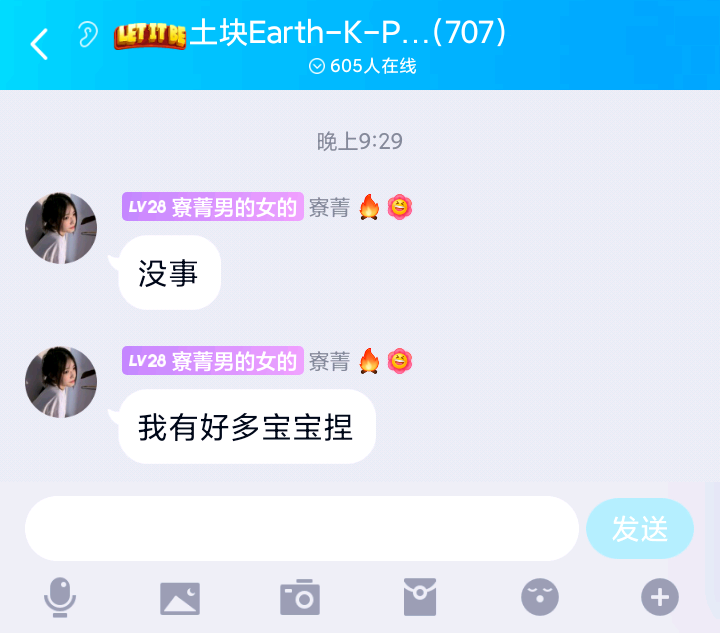 LET IT BE 土块Earth-K-P...(707)
605人在线
晚上9:29
LV28 寮菁男的女的 寮菁
没事
LV28 寮菁男的女的 寮菁
我有好多宝宝捏
发送